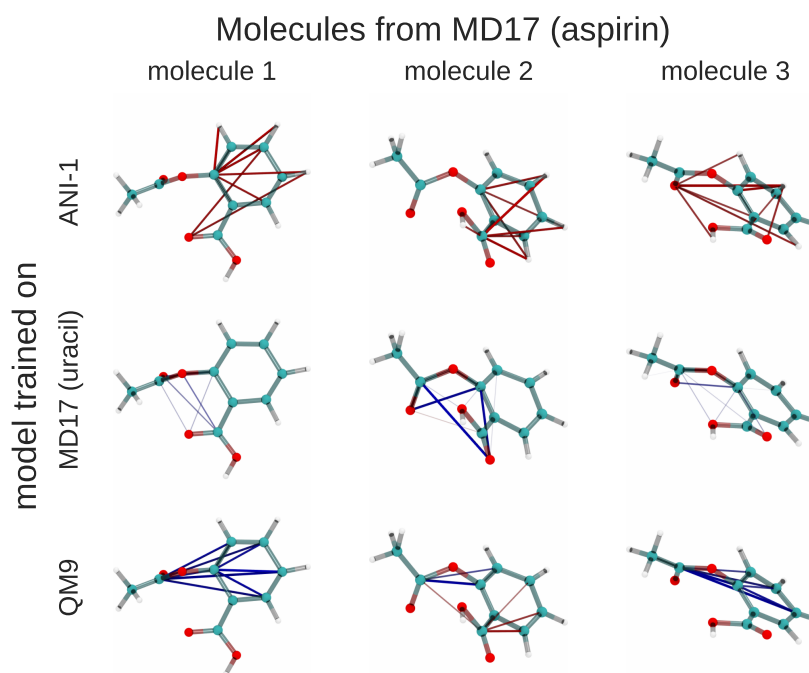 Molecules from MD17 (aspirin)
molecule 1
molecule 2
molecule 3
model trained on
ANI-1
MD17 (uracil)
QM9